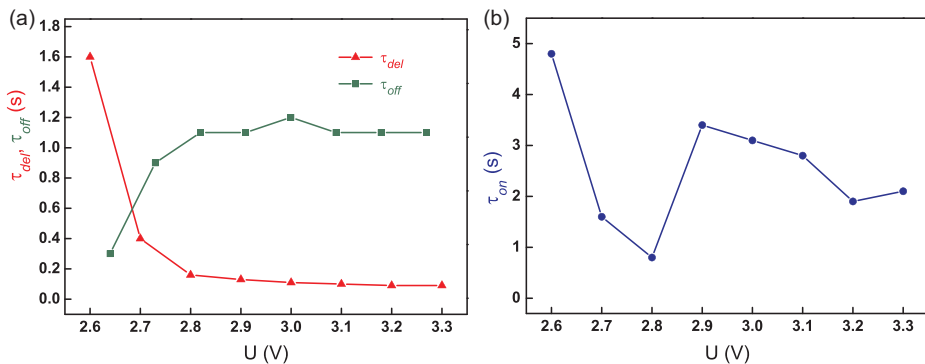 (a)
τdel, τoff (s)
1.8
1.6
1.4
1.2
1.0
0.8
0.6
0.4
0.2
0.0
τdel
τoff
2.6 2.7 2.8 2.9 3.0 3.1 3.2 3.3
U (V)
(b)
τon (s)
5
4
3
2
1
0
2.6 2.7 2.8 2.9 3.0 3.1 3.2 3.3
U (V)